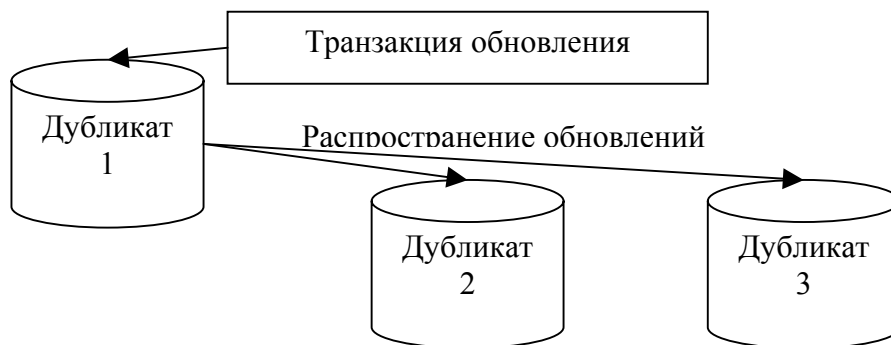 Транзакция обновления
Дубликат
1
Распространение обновлений
Дубликат
2
Дубликат
3